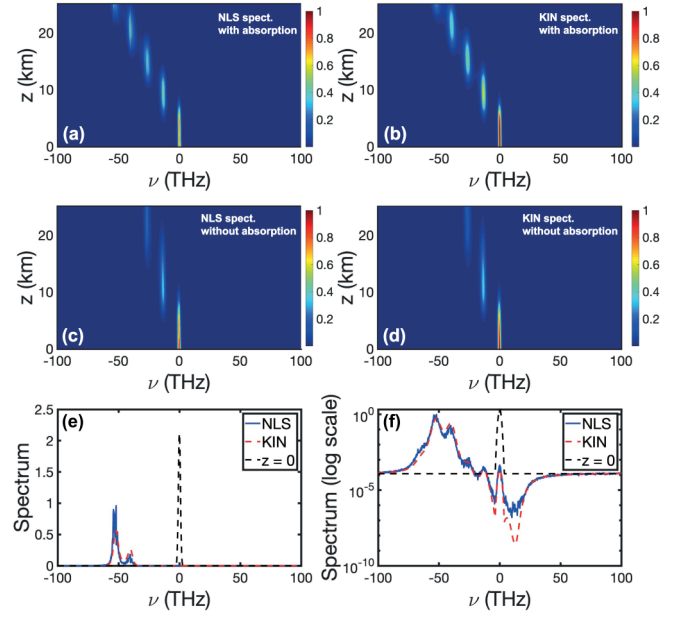 NLS spect.
with absorption
z (km)
20
10
0
(a)
-100
-50
0
50
100
ν (THz)
1
0.8
0.6
0.4
0.2
KIN spect.
with absorption
z (km)
20
10
0
(b)
-100
-50
0
50
100
ν (THz)
1
0.8
0.6
0.4
0.2
NLS spect.
without absorption
z (km)
20
10
0
(c)
-100
-50
0
50
100
ν (THz)
1
0.8
0.6
0.4
0.2
KIN spect.
without absorption
z (km)
20
10
0
(d)
-100
-50
0
50
100
ν (THz)
1
0.8
0.6
0.4
0.2
(e)
NLS
KIN
z = 0
Spectrum
2.5
2
1.5
1
0.5
0
-100
-50
0
50
100
ν (THz)
(f)
NLS
KIN
z = 0
Spectrum (log scale)
10⁰
10⁻⁵
10⁻¹⁰
-100
-50
0
50
100
ν (THz)